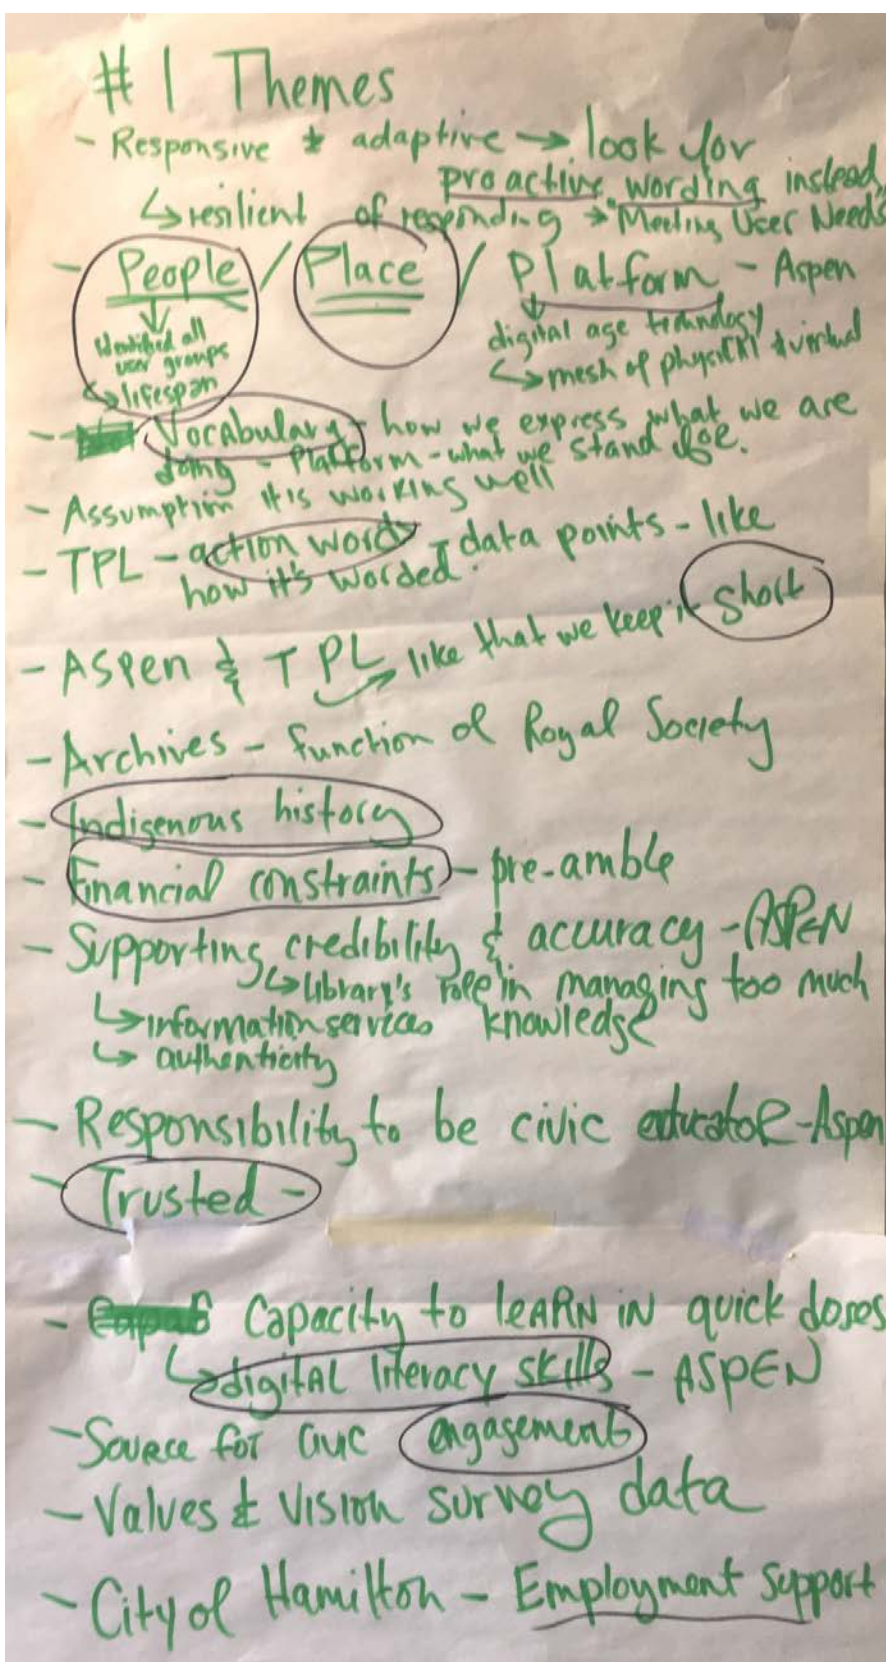 #1 Themes
- Responsive & adaptive → look for
proactive wording instead
↳ resilient of responding → "Meeting User Needs
- People / Place / Platform - Aspen
↓
Identified all
user groups
↳ lifespan
↓
digital age technology
↳ mesh of physical & virtual
- Vocabulary - how we express what we are
doing - Platform - what we stand for.
- Assumption it is working well
- TPL - action words - data points - like
how it's worded.
- Aspen & TPL → like that we keep it short
- Archives - function of Royal Society
- Indigenous history
- Financial constraints - pre-amble
- Supporting credibility & accuracy - ASPEN
↳ library's role in managing too much
↳ information services knowledge
↳ authenticity
- Responsibility to be civic educator - Aspen
- Trusted -
- Capacity to leARN iN quick doses
↳ digitAL literacy skills - ASPEN
- Source for civic engagement
- Values & Vision survey data
- City of Hamilton - Employment support